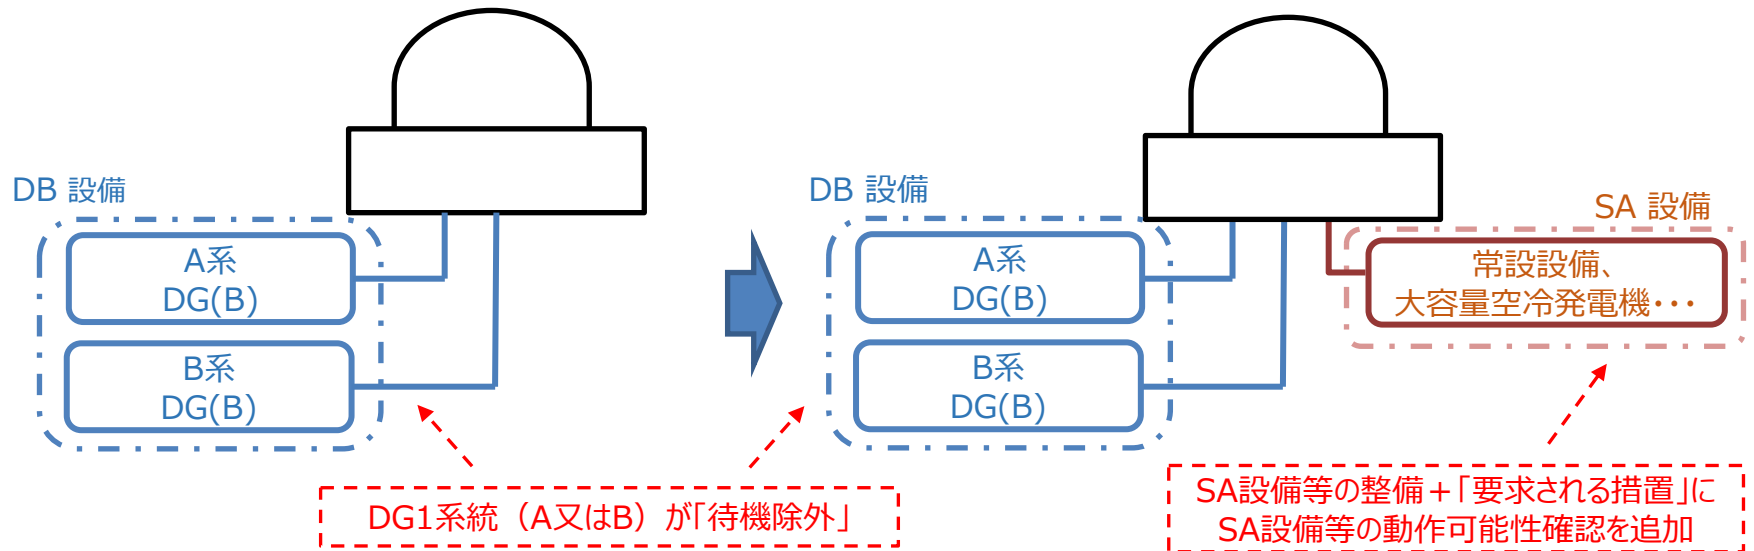 DB 設備
A系
DG(B)
B系
DG(B)
DB 設備
A系
DG(B)
B系
DG(B)
SA 設備
常設設備、
大容量空冷発電機・・・
DG1系統（A又はB）が「待機除外」
SA設備等の整備＋「要求される措置」に
SA設備等の動作可能性確認を追加